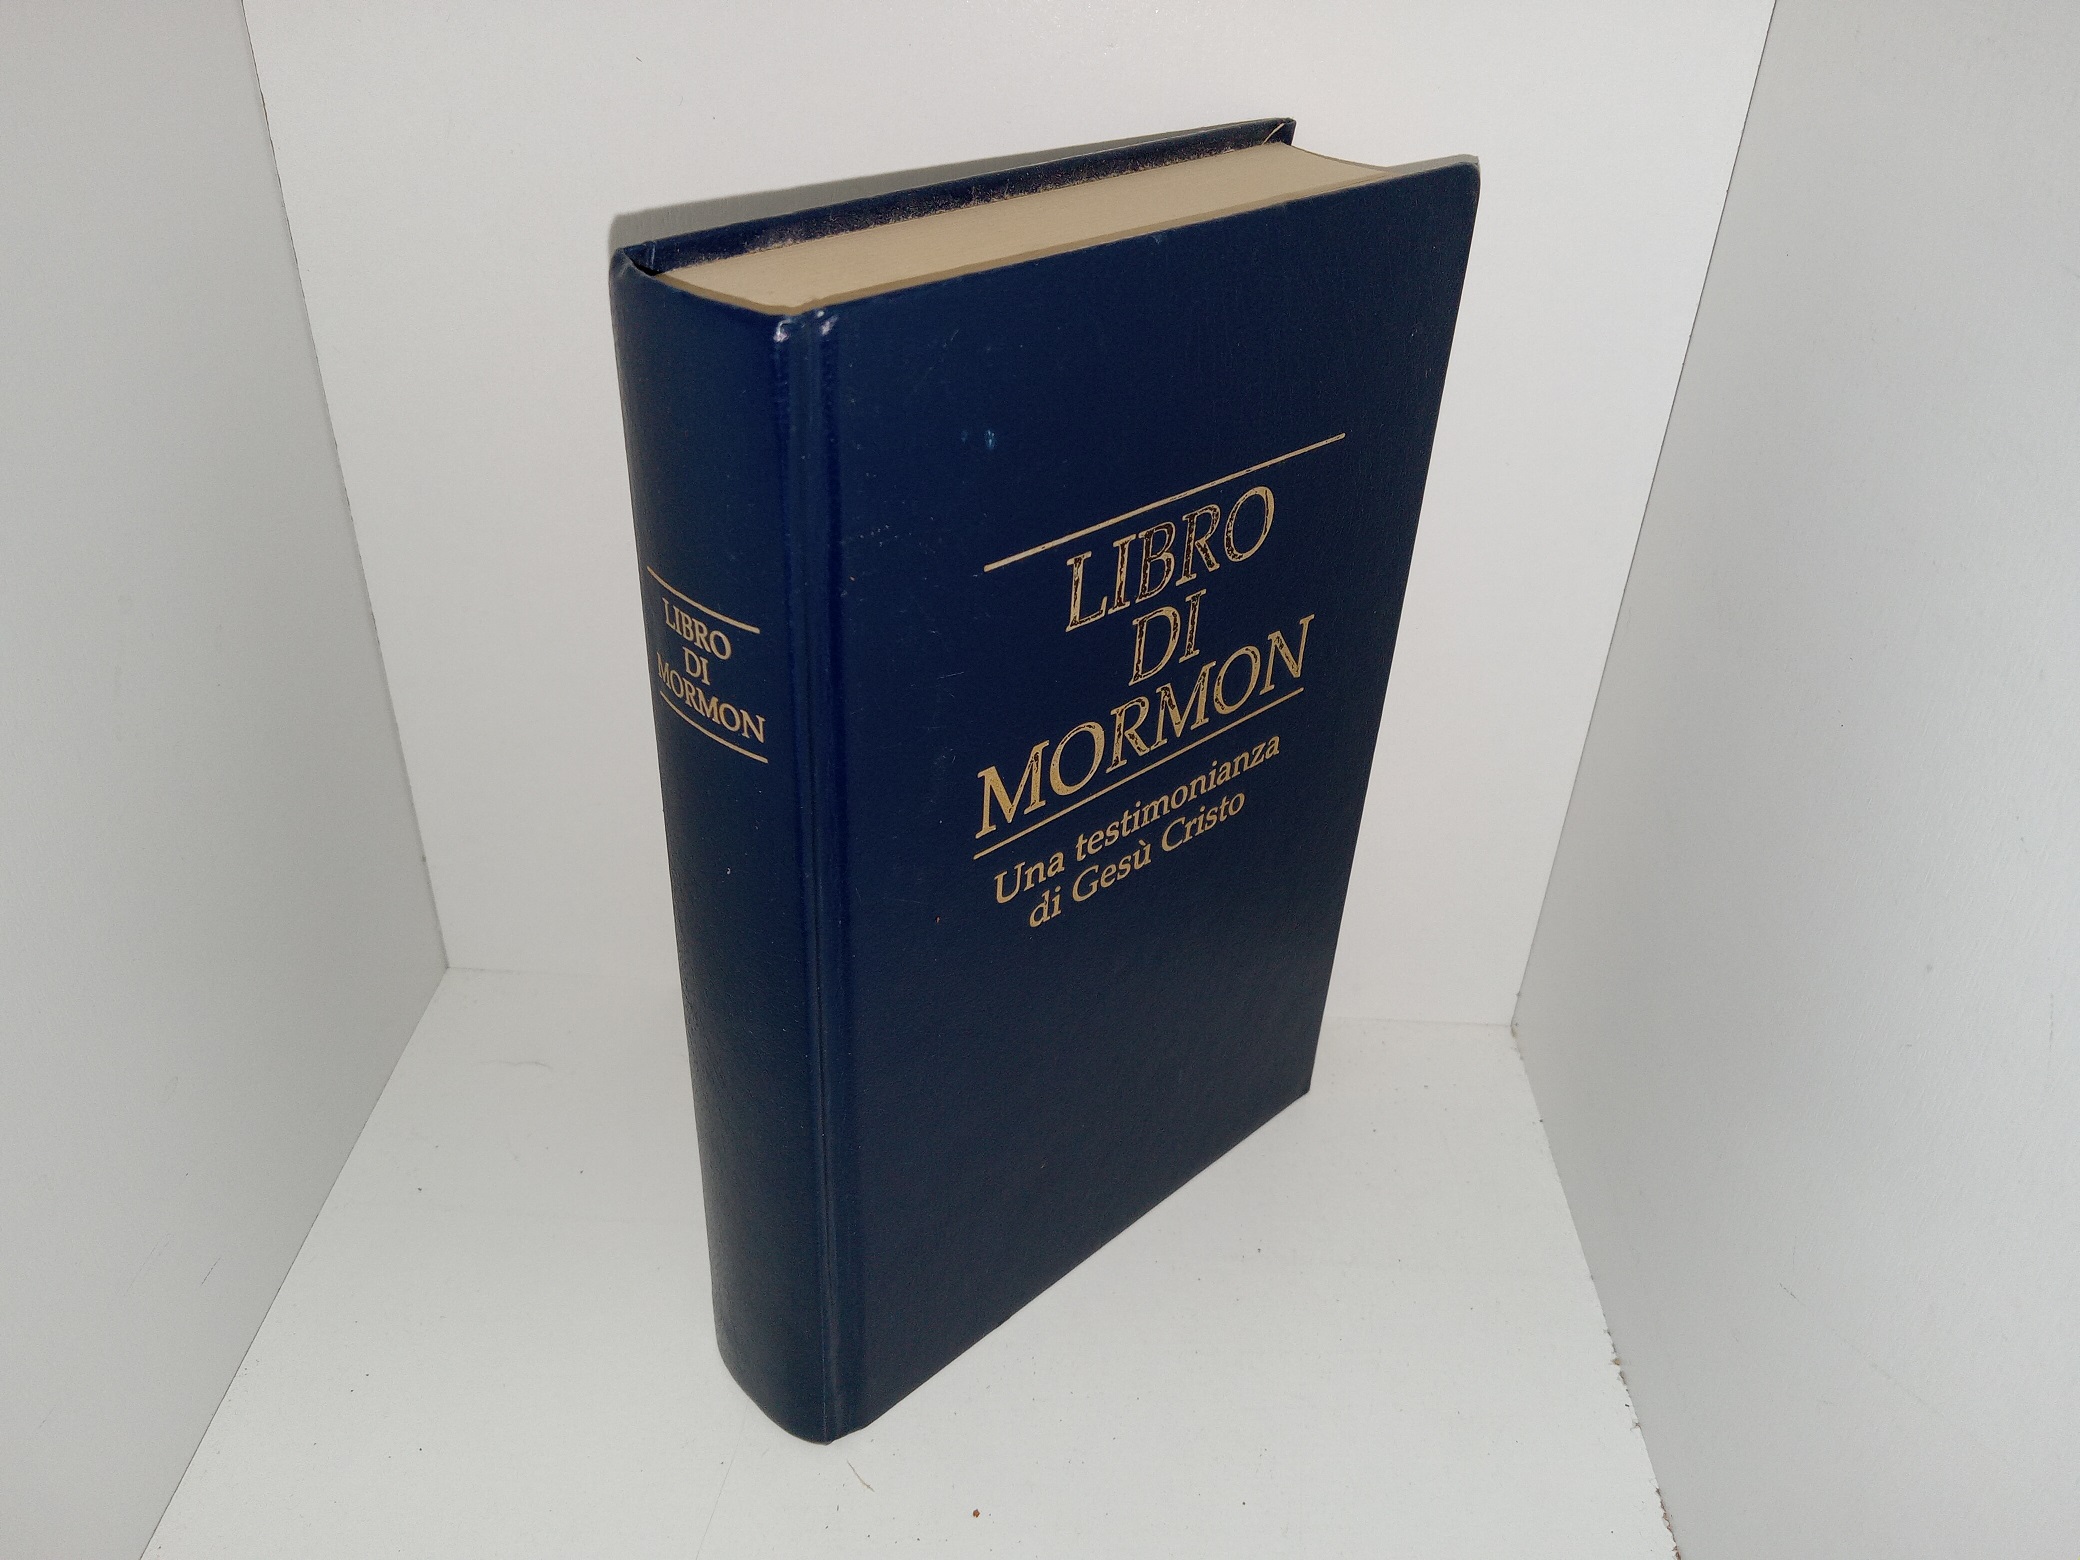 LIBRO
DI
MORMON
LIBRO
DI
MORMON
Una testimonianza
di Gesù Cristo